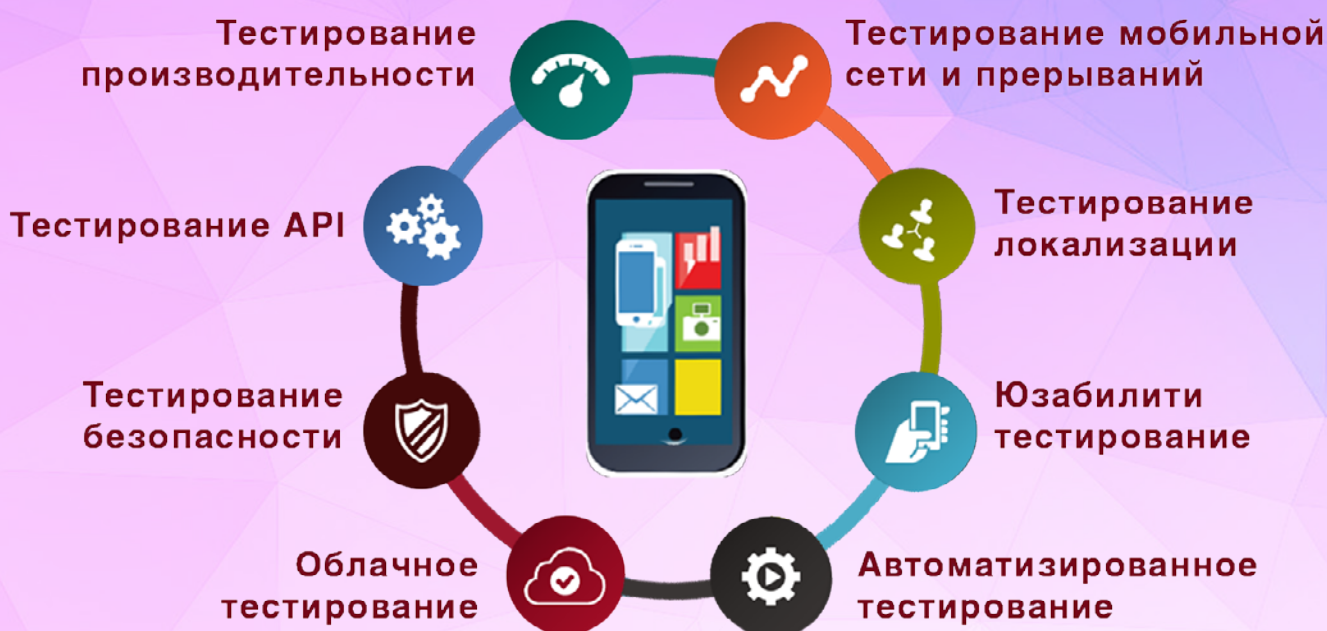 Тестирование
производительности
Тестирование мобильной
сети и прерываний
Тестирование API
Тестирование
локализации
Тестирование
безопасности
Юзабилити
тестирование
Облачное
тестирование
Автоматизированное
тестирование